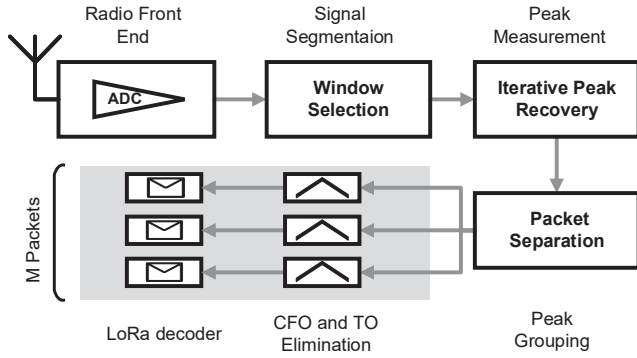 Radio Front
End
Signal
Segmentaion
Peak
Measurement
ADC
Window
Selection
Iterative Peak
Recovery
M Packets
Packet
Separation
LoRa decoder
CFO and TO
Elimination
Peak
Grouping